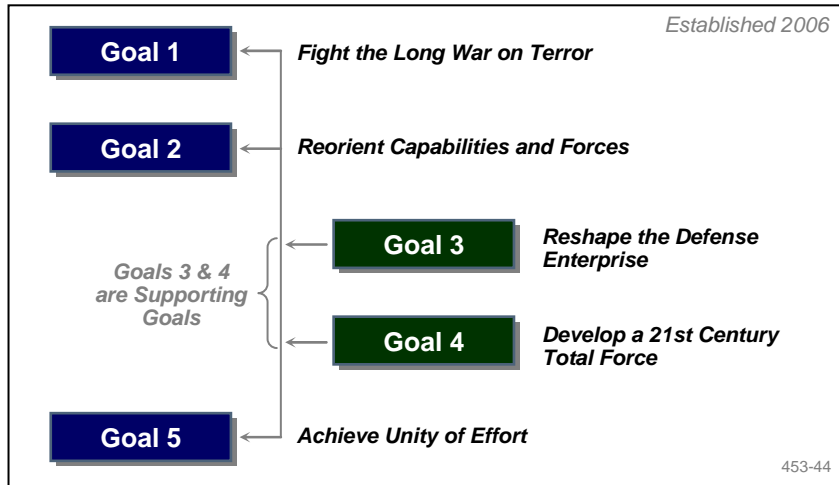 Established 2006
Goal 1
Fight the Long War on Terror
Goal 2
Reorient Capabilities and Forces
Goal 3
Reshape the Defense
Enterprise
Goals 3 & 4
are Supporting
Goals
Goal 4
Develop a 21st Century
Total Force
Goal 5
Achieve Unity of Effort
453-44